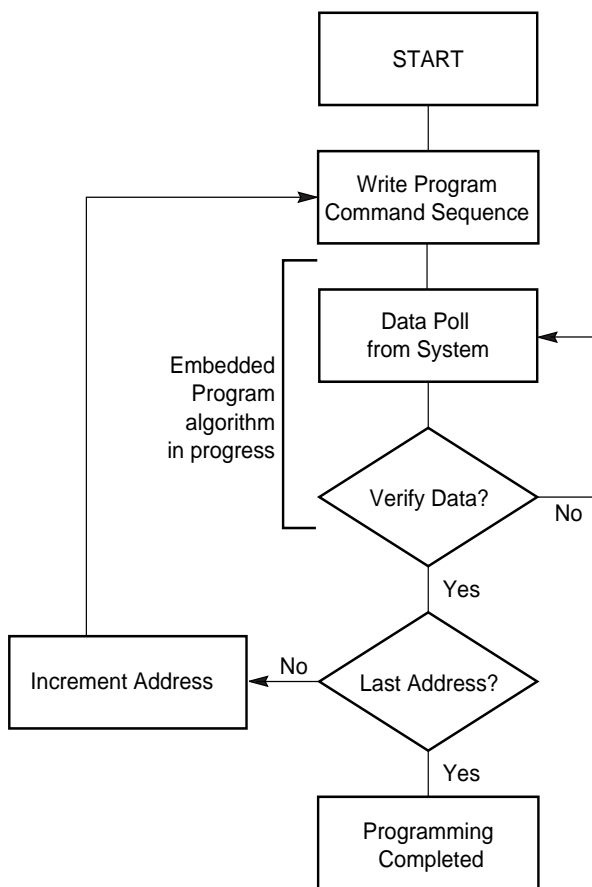 START
Write Program
Command Sequence
Data Poll
from System
Embedded
Program
algorithm
in progress
Verify Data?
No
Yes
Last Address?
No
Increment Address
Yes
Programming
Completed